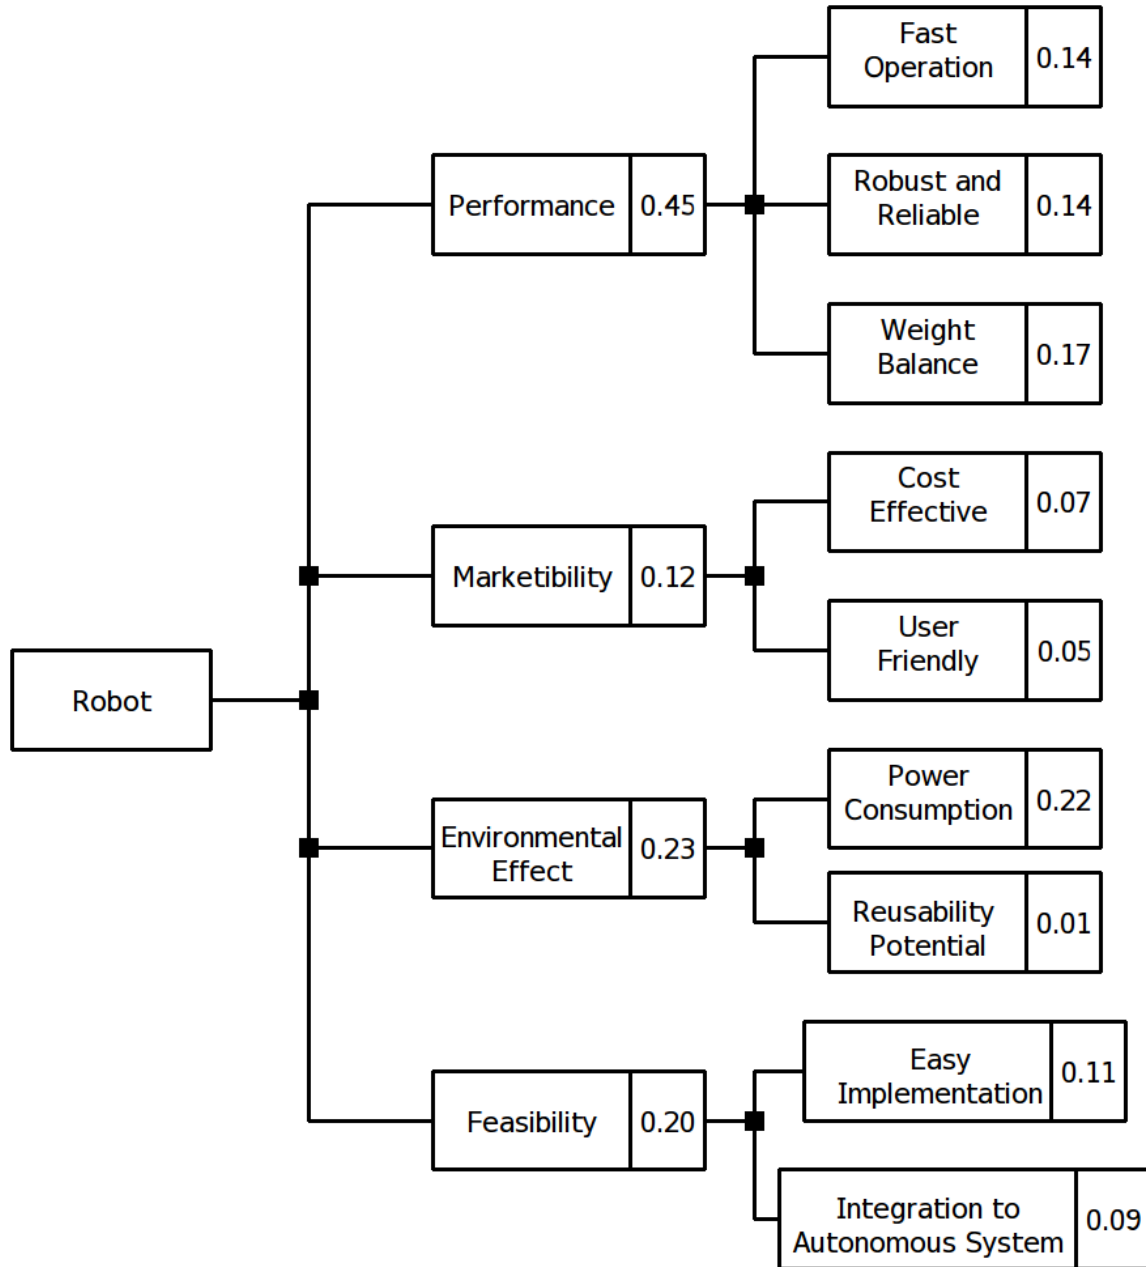 Robot
Performance
0.45
Fast
Operation
0.14
Robust and
Reliable
0.14
Weight
Balance
0.17
Marketibility
0.12
Cost
Effective
0.07
User
Friendly
0.05
Environmental
Effect
0.23
Power
Consumption
0.22
Reusability
Potential
0.01
Feasibility
0.20
Easy
Implementation
0.11
Integration to
Autonomous System
0.09